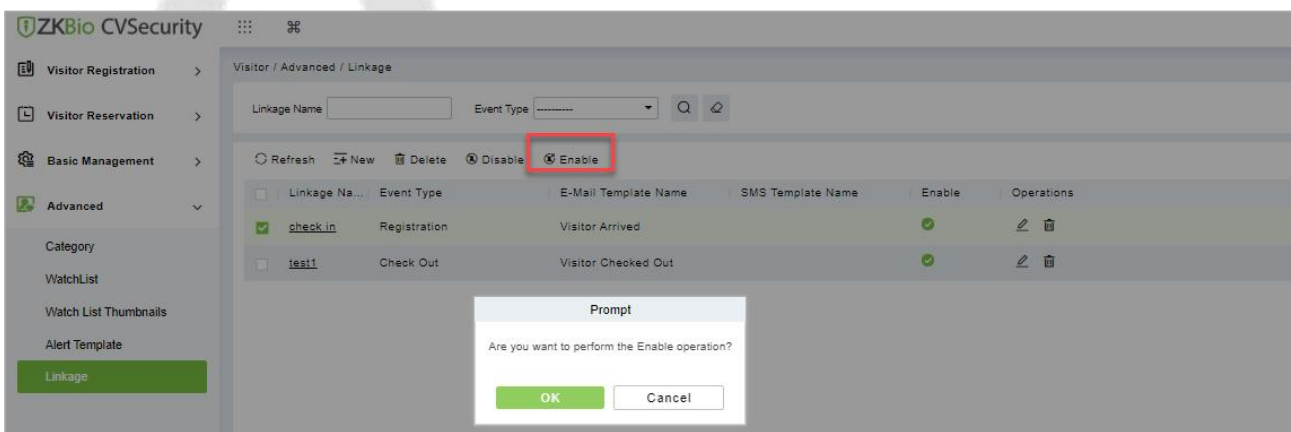 ZKBio CVSecurity
Visitor Registration
Visitor / Advanced / Linkage
Visitor Reservation
Linkage Name Event Type ----------
Basic Management
Refresh New Delete Disable Enable
Linkage Na... Event Type E-Mail Template Name SMS Template Name Enable Operations
Advanced
check in Registration Visitor Arrived
Category
test1 Check Out Visitor Checked Out
WatchList
Watch List Thumbnails
Prompt
Alert Template
Are you want to perform the Enable operation?
Linkage
OK Cancel